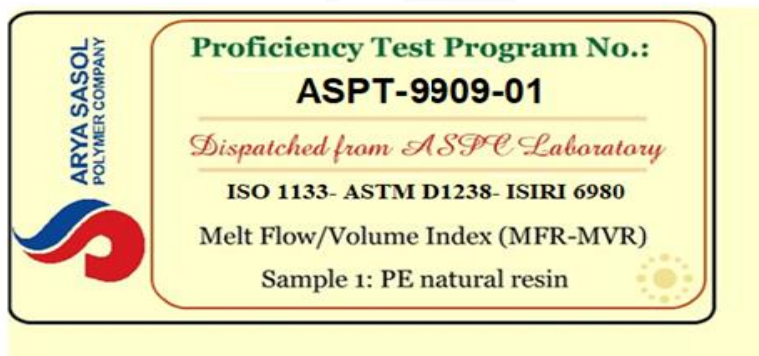 ARYA SASOL
POLYMER COMPANY
Proficiency Test Program No.:
ASPT-9909-01
Dispatched from ASPC Laboratory
ISO 1133- ASTM D1238- ISIRI 6980
Melt Flow/Volume Index (MFR-MVR)
Sample 1: PE natural resin